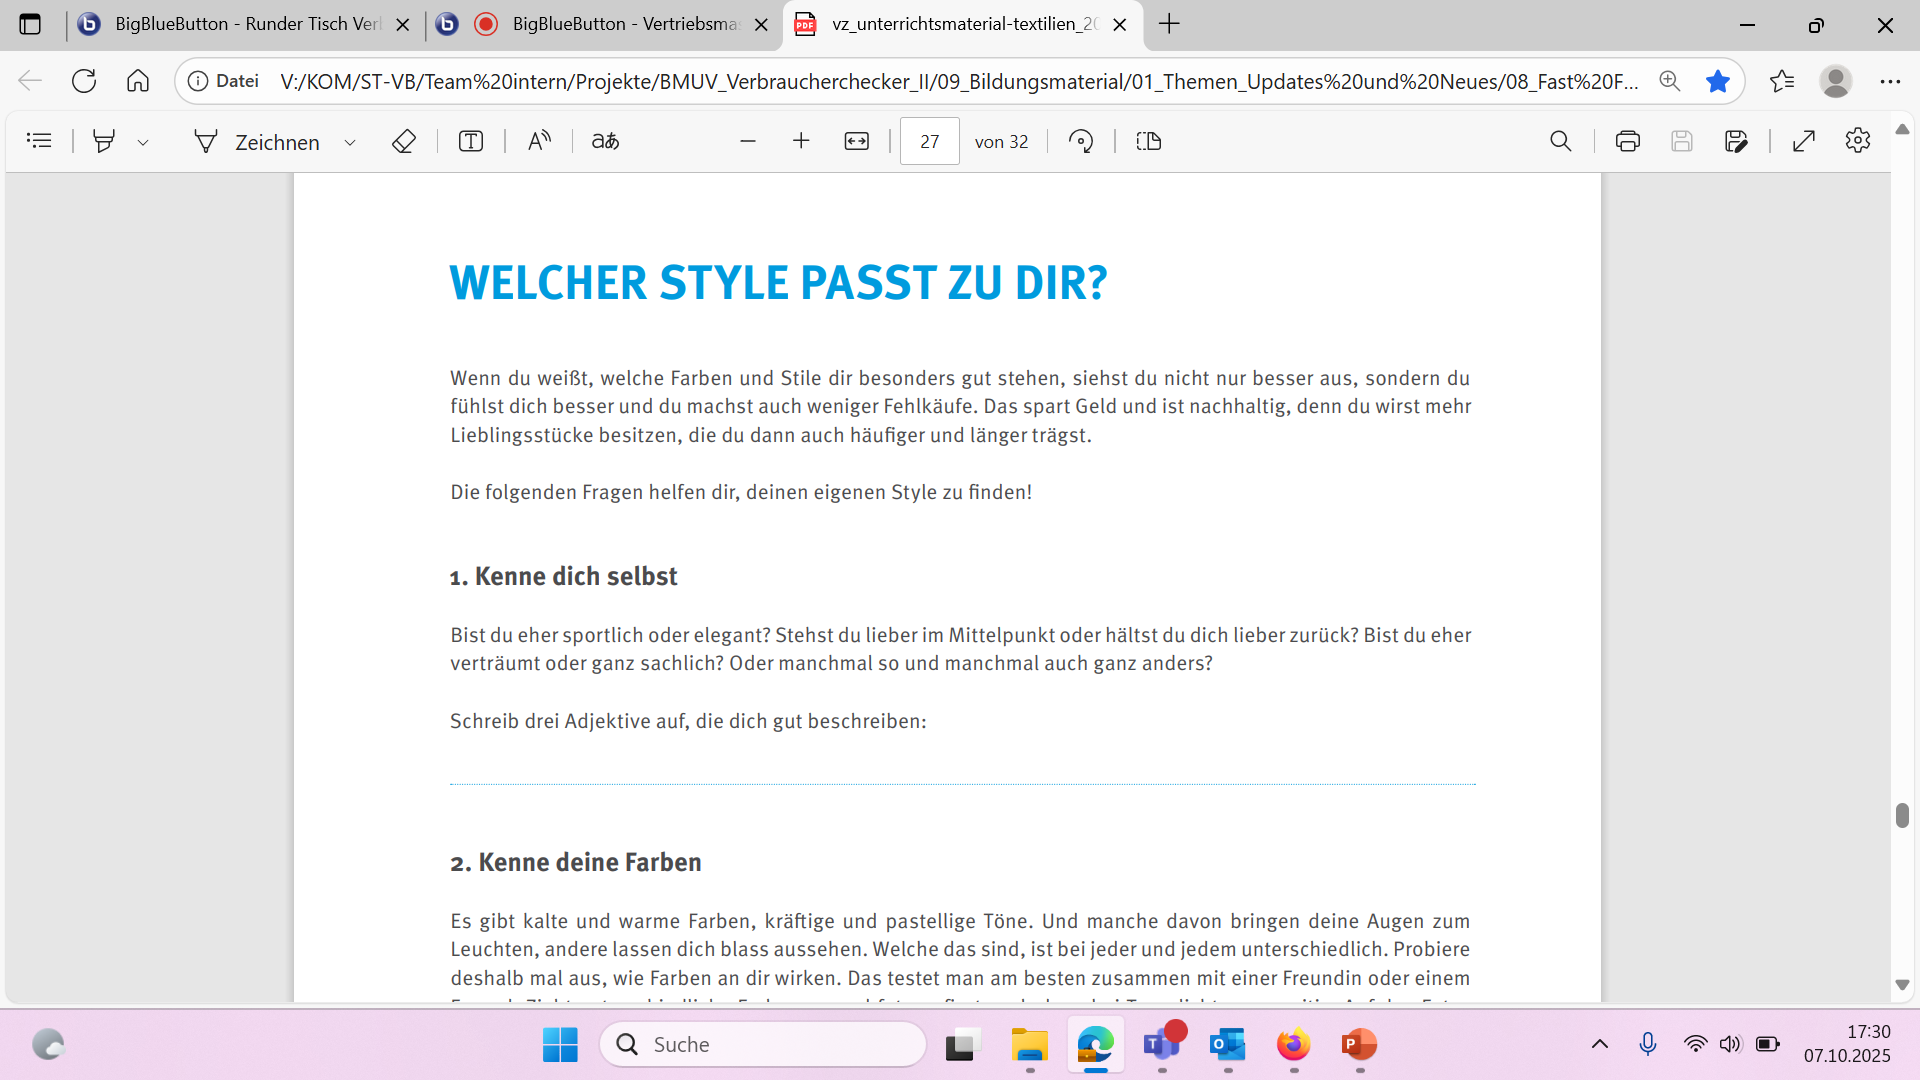 BigBlueButton - Runder Tisch Verl
BigBlueButton - Vertriebsmas
vz_unterrichtsmaterial-textilien_20
Datei
V:/KOM/ST-VB/Team%20intern/Projekte/BMUV_Verbraucherchecker_II/09_Bildungsmaterial/01_Themen_Updates%20und%20Neues/08_Fast%20F...
Zeichnen
27 von 32
WELCHER STYLE PASST ZU DIR?
Wenn du weißt, welche Farben und Stile dir besonders gut stehen, siehst du nicht nur besser aus, sondern du
fühlst dich besser und du machst auch weniger Fehlkäufe. Das spart Geld und ist nachhaltig, denn du wirst mehr
Lieblingsstücke besitzen, die du dann auch häufiger und länger trägst.
Die folgenden Fragen helfen dir, deinen eigenen Style zu finden!
1. Kenne dich selbst
Bist du eher sportlich oder elegant? Stehst du lieber im Mittelpunkt oder hältst du dich lieber zurück? Bist du eher
verträumt oder ganz sachlich? Oder manchmal so und manchmal auch ganz anders?
Schreib drei Adjektive auf, die dich gut beschreiben:
2. Kenne deine Farben
Es gibt kalte und warme Farben, kräftige und pastellige Töne. Und manche davon bringen deine Augen zum
Leuchten, andere lassen dich blass aussehen. Welche das sind, ist bei jeder und jedem unterschiedlich. Probiere
deshalb mal aus, wie Farben an dir wirken. Das testet man am besten zusammen mit einer Freundin oder einem
Suche
17:30
07.10.2025